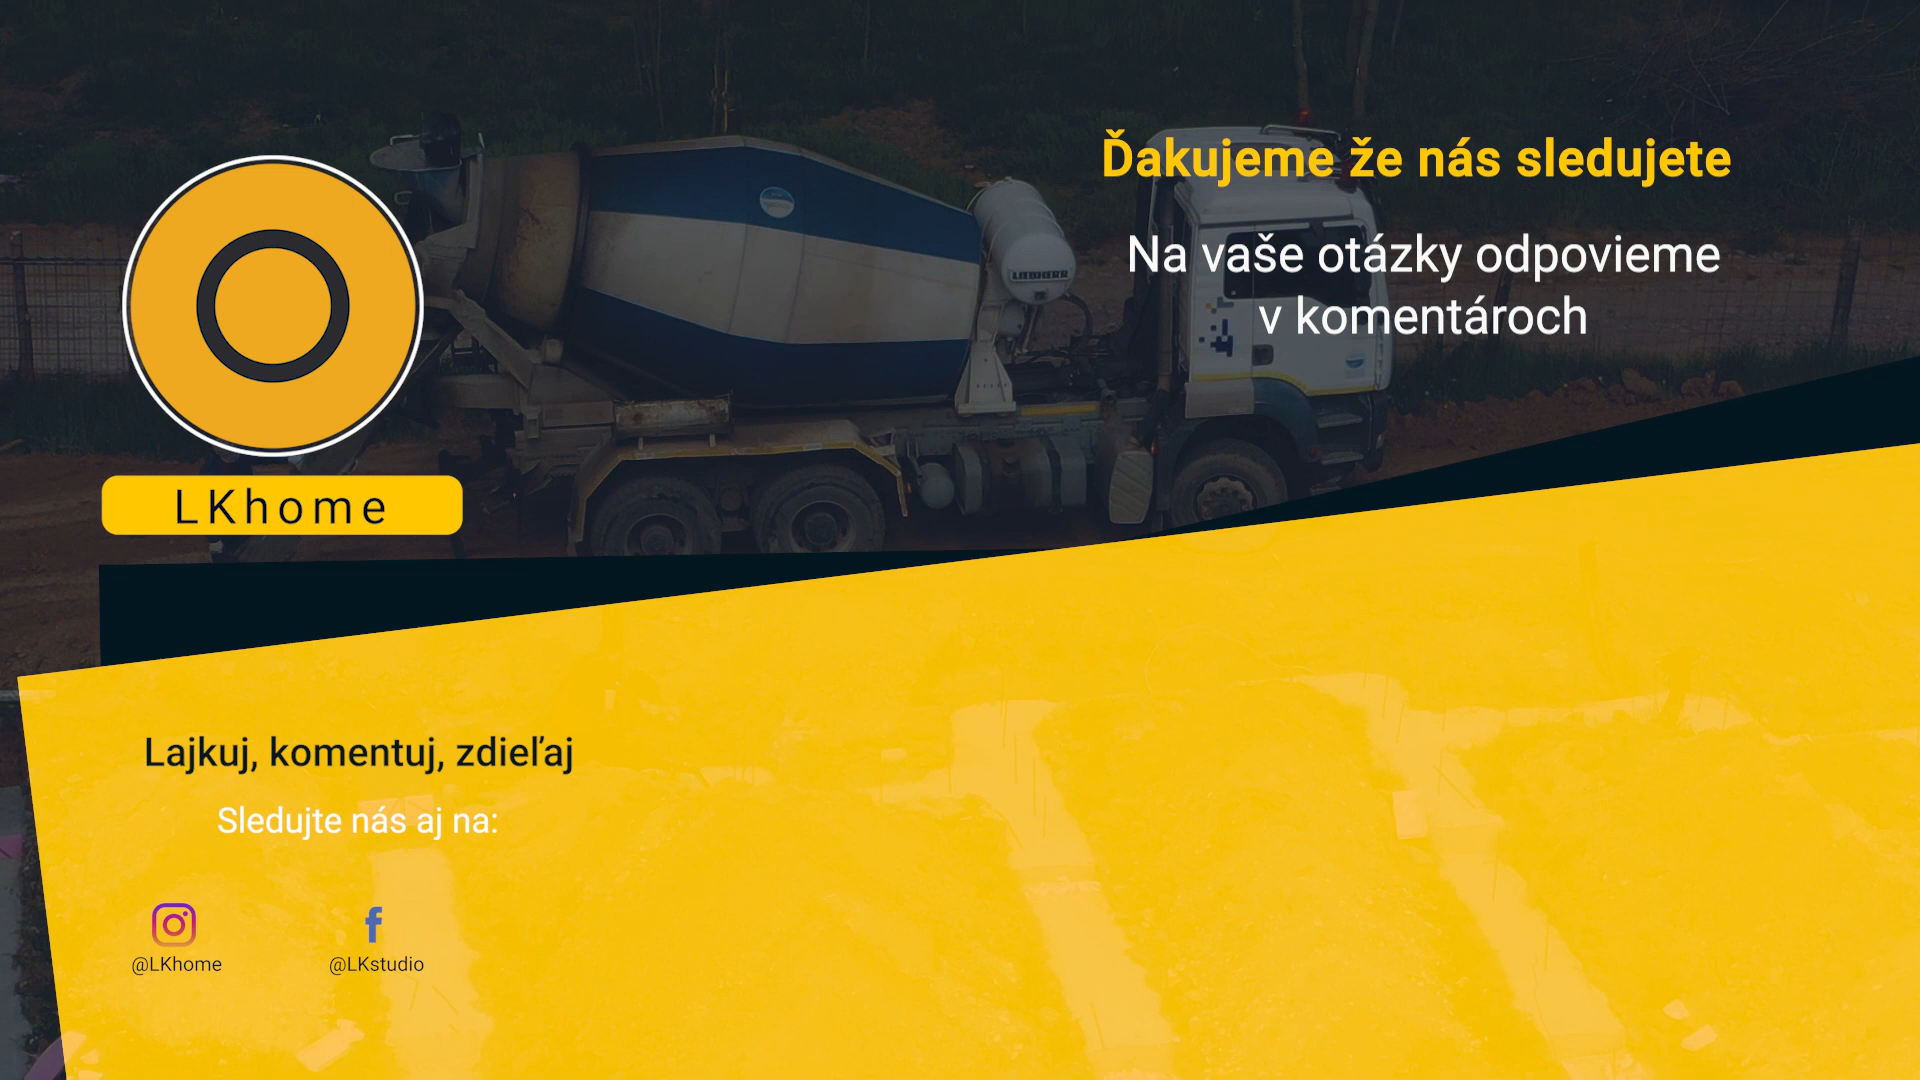 Ďakujeme že nás sledujete
Na vaše otázky odpovieme
v komentároch
LIEBHERR
LKhome
Lajkuj, komentuj, zdieľaj
Sledujte nás aj na:
@LKhome
@LKstudio